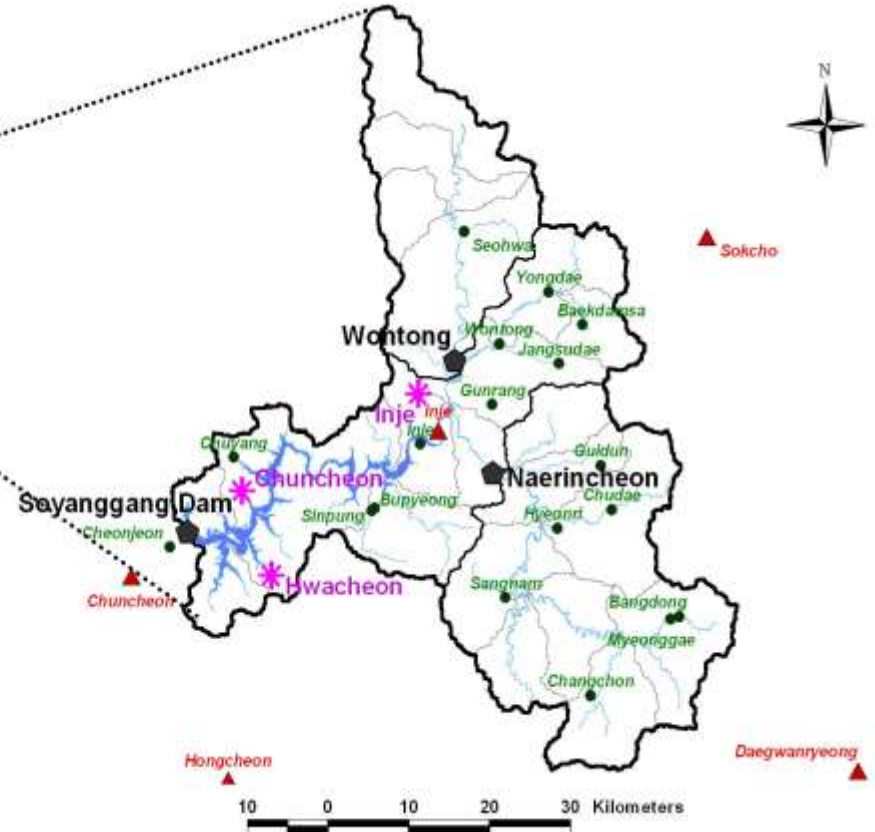 N
Sokcho
Seohwa
Yongdae
Baekdamsa
Wontong
Wontong
Jangsudae
Gunrang
Inje
Inje
Inje
Chuyang
Chuncheon
Naerincheon
Gulduh
Chudae
Soyanggang Dam
Bupyeong
Sinpung
Hyeonri
Cheonjeon
Chuncheon
Hwacheon
Sangnam
Bangdong
Myeonggae
Changchon
Hongcheon
Daegwanryeong
10 0 10 20 30 Kilometers